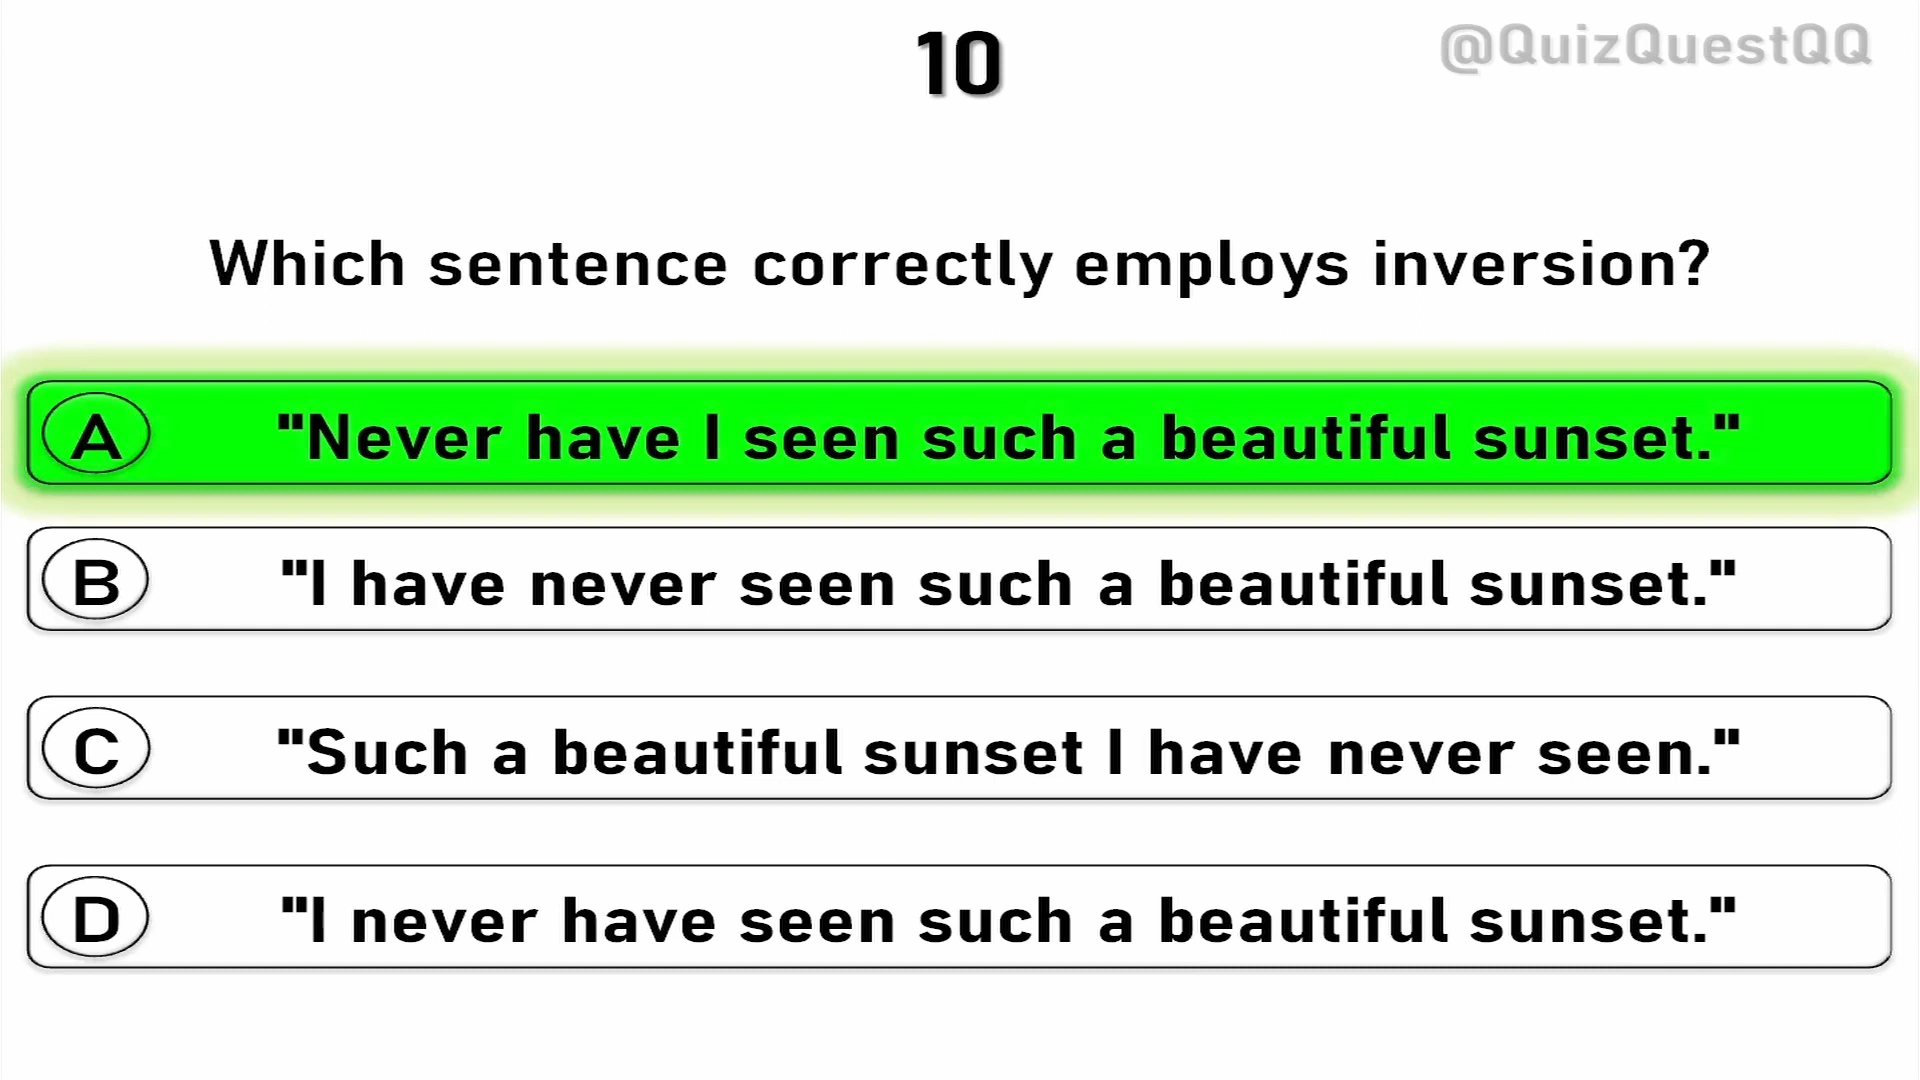 10
@QuizQuestQQ
Which sentence correctly employs inversion?
A "Never have I seen such a beautiful sunset."
B "I have never seen such a beautiful sunset."
C "Such a beautiful sunset I have never seen."
D "I never have seen such a beautiful sunset."